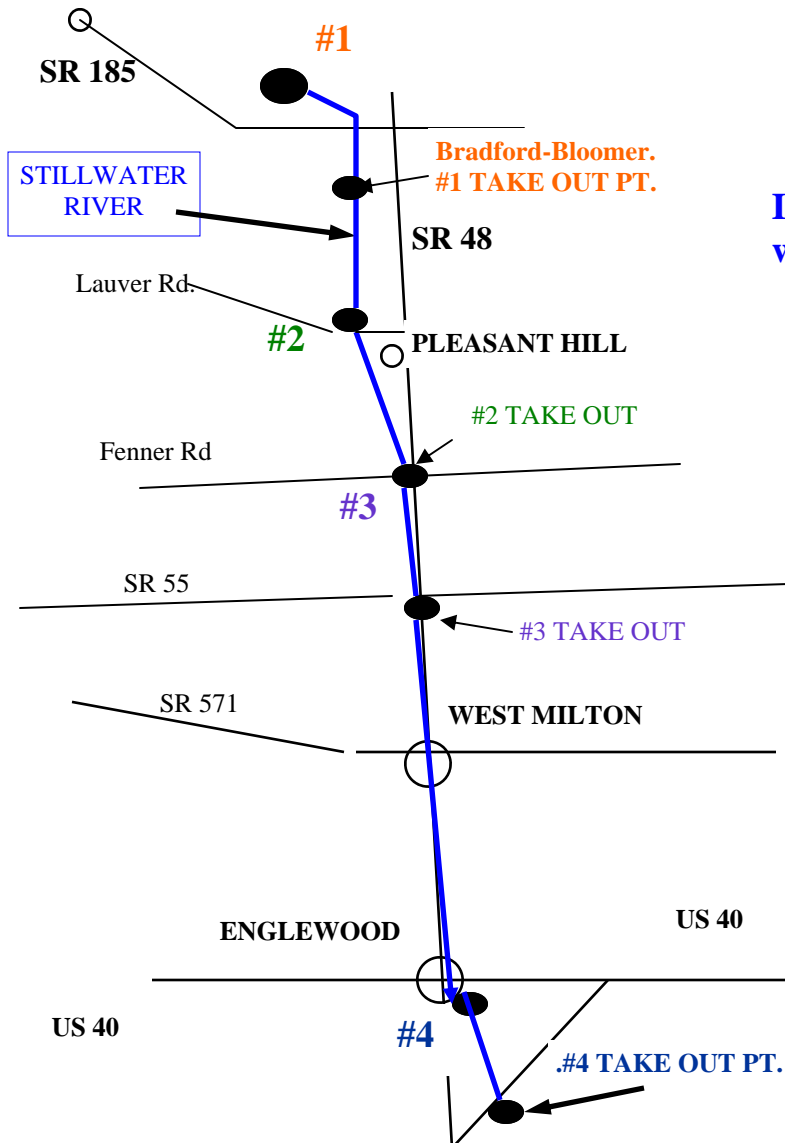 #1
SR 185
Bradford-Bloomer.
#1 TAKE OUT PT.
STILLWATER
RIVER
SR 48
Lauver Rd.
#2
PLEASANT HILL
#2 TAKE OUT
Fenner Rd
#3
SR 55
#3 TAKE OUT
SR 571
WEST MILTON
US 40
ENGLEWOOD
US 40
#4
.#4 TAKE OUT PT.